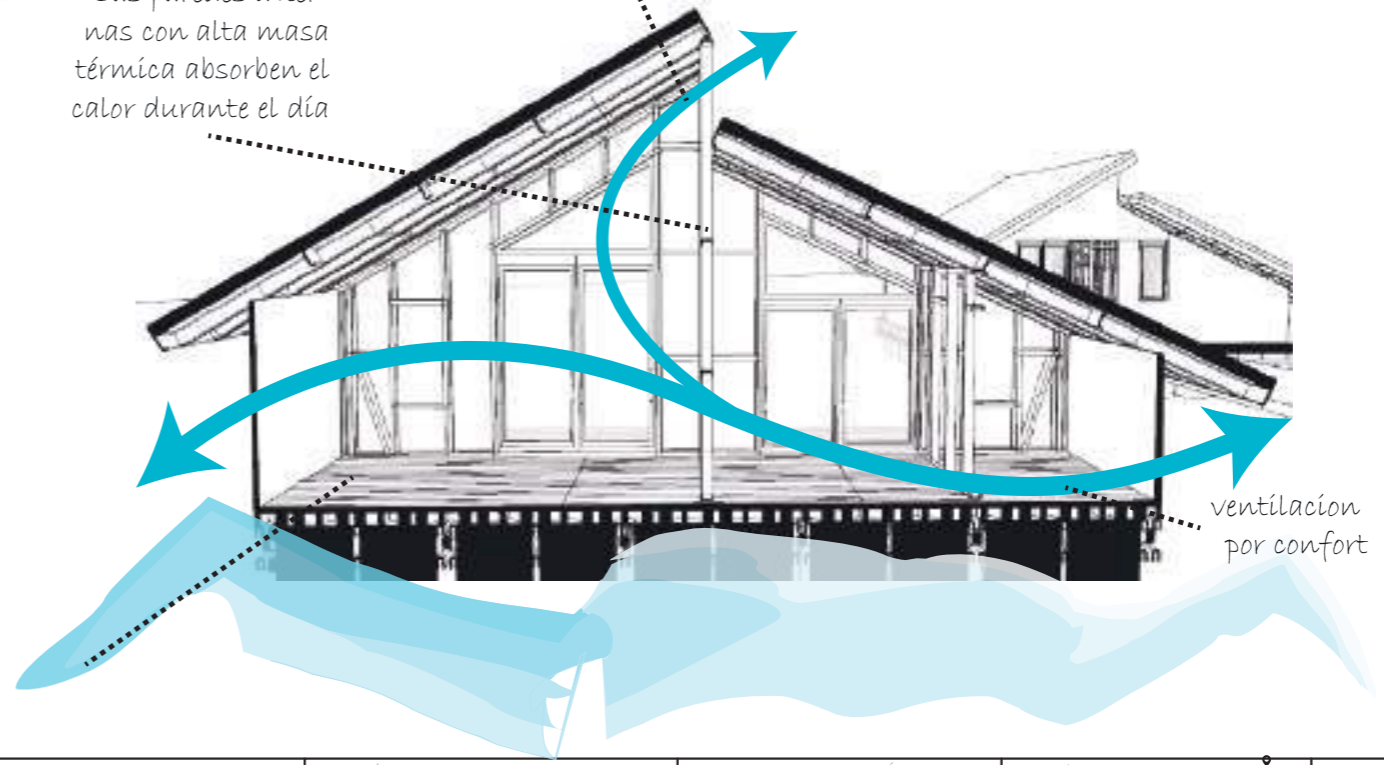 nas con alta masa
térmica absorben el
calor durante el día
ventilacion
por confort